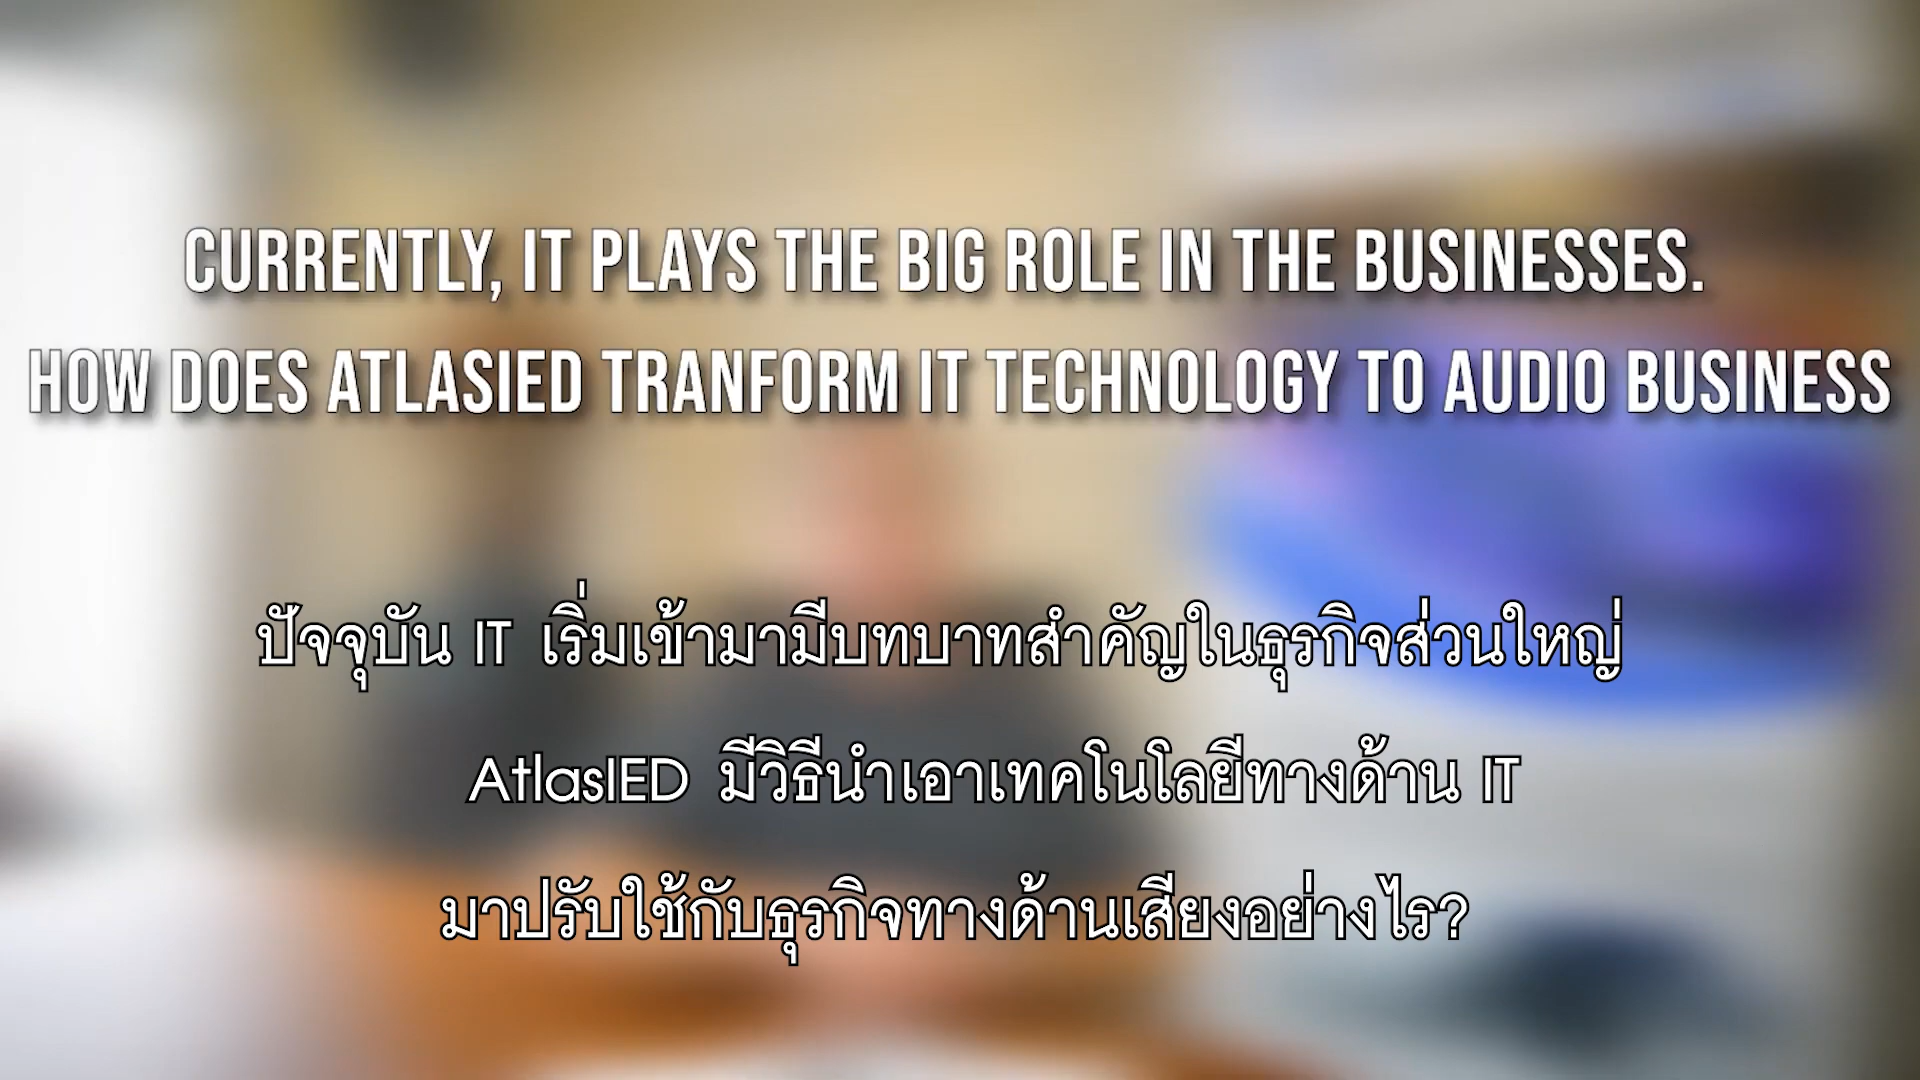 CURRENTLY, IT PLAYS THE BIG ROLE IN THE BUSINESSES.
HOW DOES ATLASIED TRANFORM IT TECHNOLOGY TO AUDIO BUSINESS
ปัจจุบัน IT เริ่มเข้ามามีบทบาทสำคัญในธุรกิจส่วนใหญ่
AtlasIED มีวิธีนำเอาเทคโนโลยีทางด้าน IT
มาปรับใช้กับธุรกิจทางด้านเสียงอย่างไร?